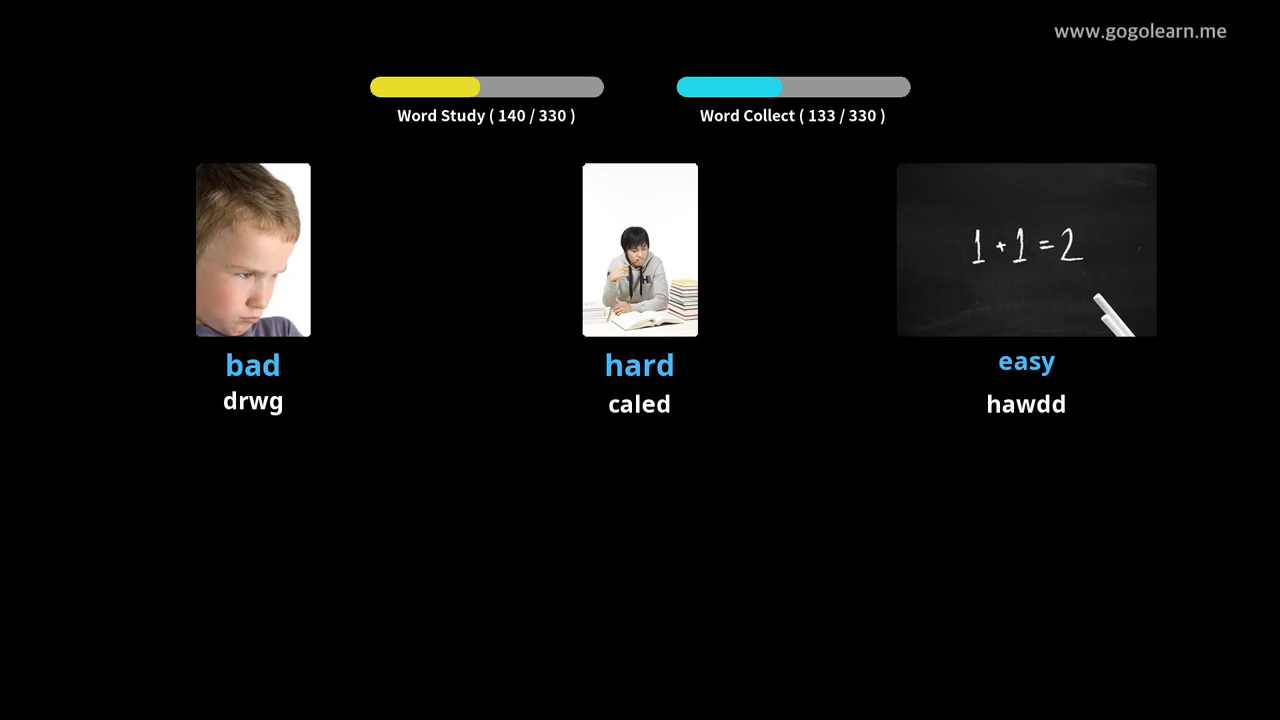 www.gogolearn.me
Word Study ( 140 / 330 )
Word Collect ( 133 / 330 )
1 + 1 = 2
bad
drwg
hard
caled
easy
hawdd